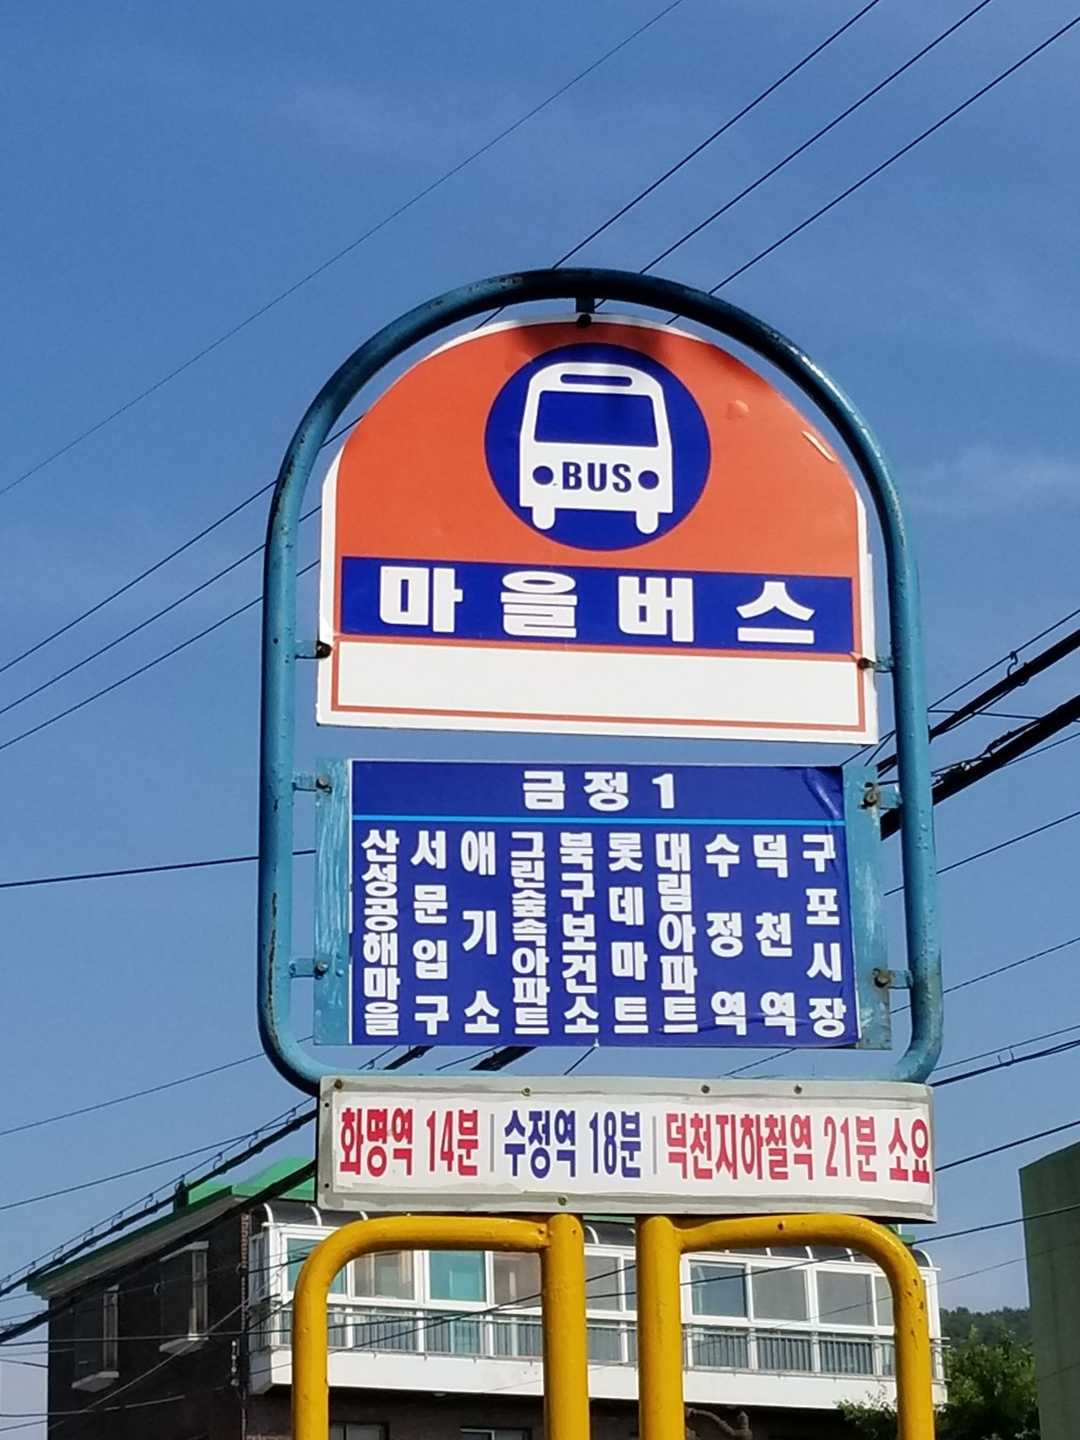 BUS
마을버스
금정 1
산성공해마을
서문입구
애기소
그린숲속아파트
북구보건소
롯데마트
대림아파트
수정역
덕천역
구포시장
화명역 14분 | 수정역 18분 | 덕천지하철역 21분 소요